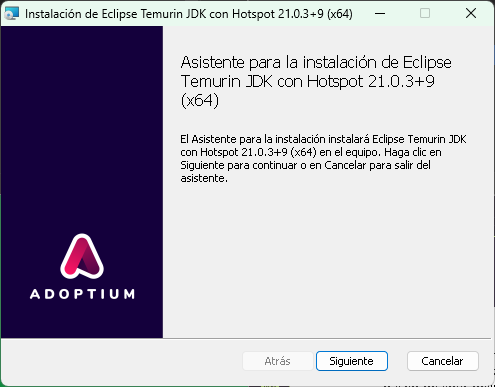 Instalación de Eclipse Temurin JDK con Hotspot 21.0.3+9 (x64)
Asistente para la instalación de Eclipse
Temurin JDK con Hotspot 21.0.3+9
(x64)
El Asistente para la instalación instalará Eclipse Temurin JDK
con Hotspot 21.0.3+9 (x64) en el equipo. Haga clic en
Siguiente para continuar o en Cancelar para salir del
asistente.
ADOPTIUM
Atrás
Siguiente
Cancelar